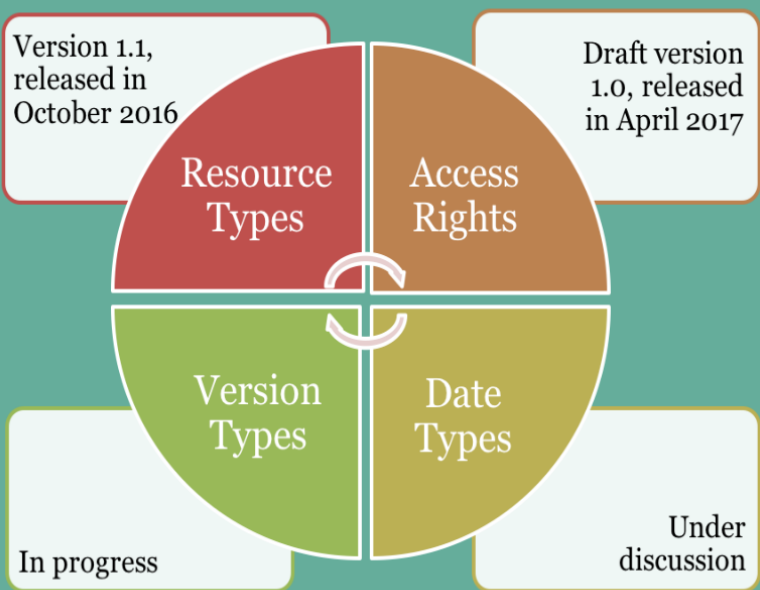 Version 1.1,
released in
October 2016
Resource
Types
Access
Rights
Draft version
1.0, released
in April 2017
Version
Types
Date
Types
In progress
Under
discussion